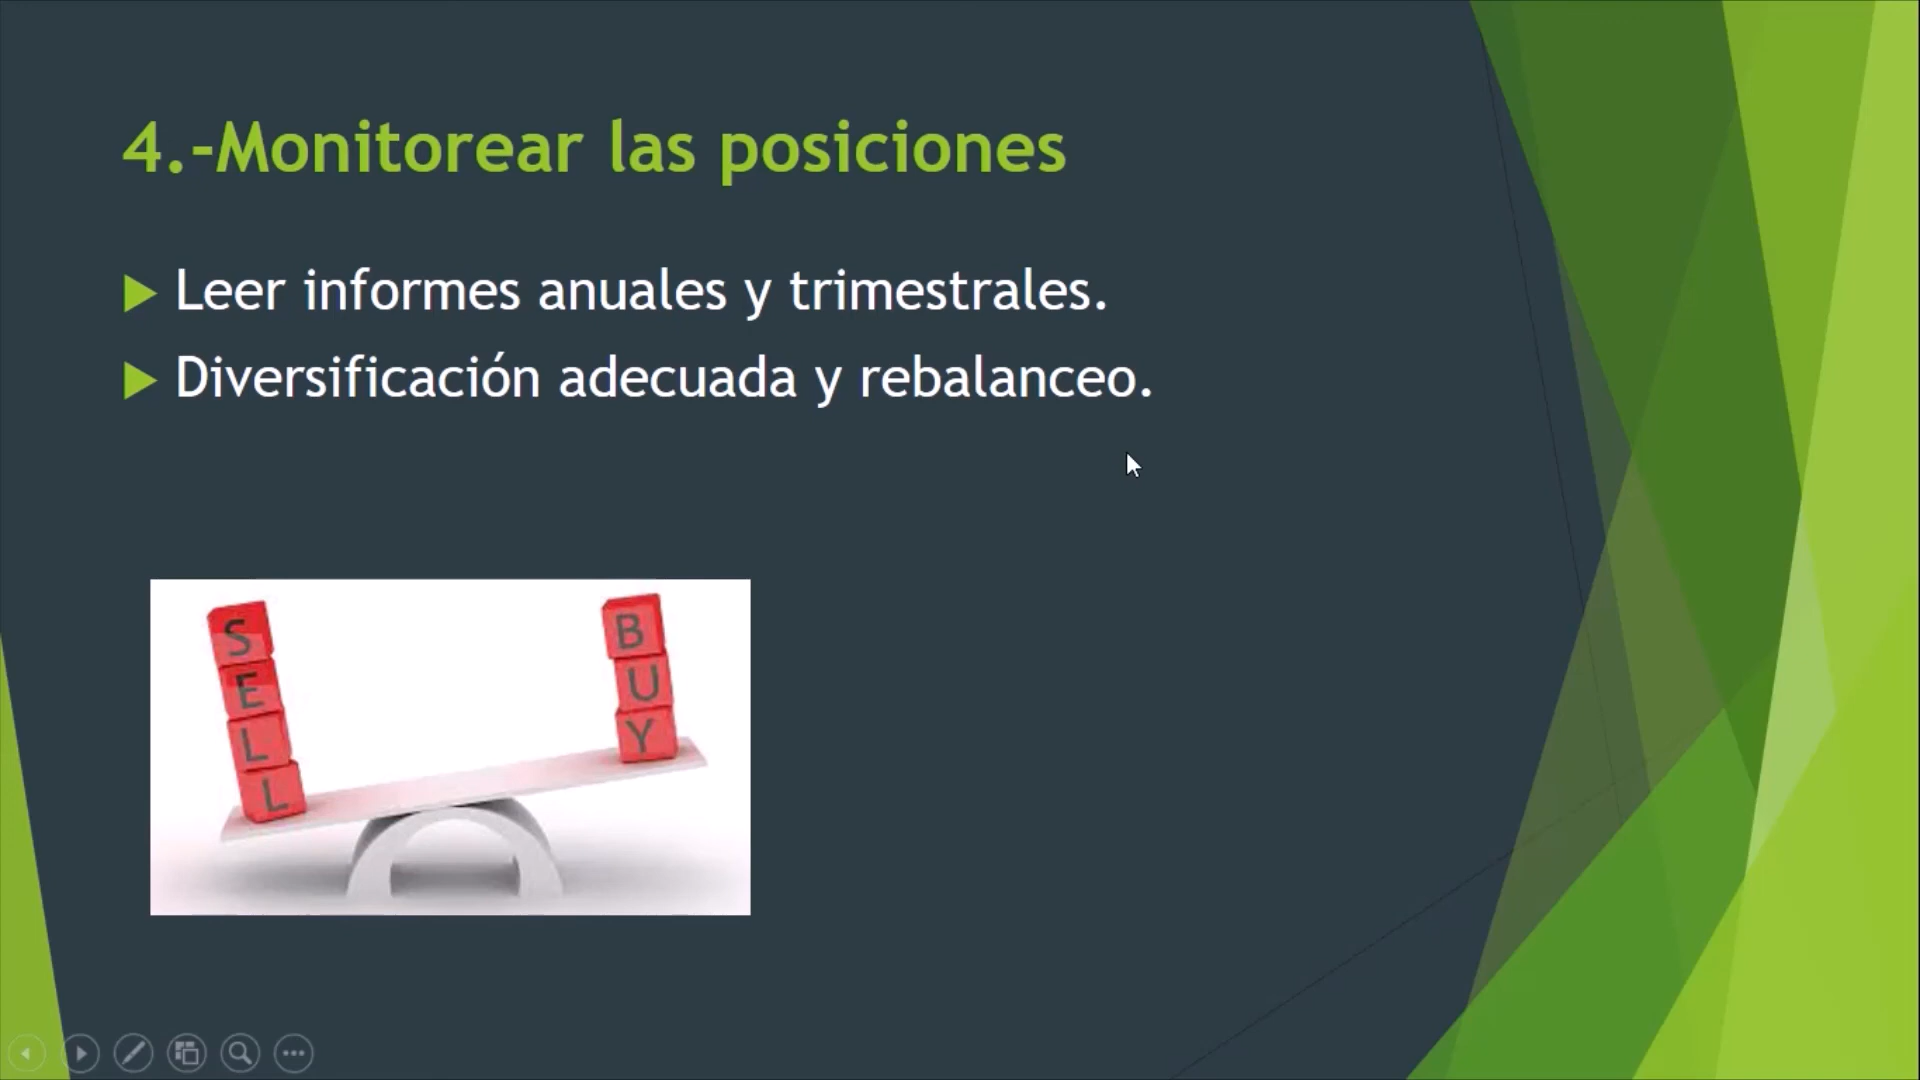 4.-Monitorear las posiciones
Leer informes anuales y trimestrales.
Diversificación adecuada y rebalanceo.
SELL
BUY